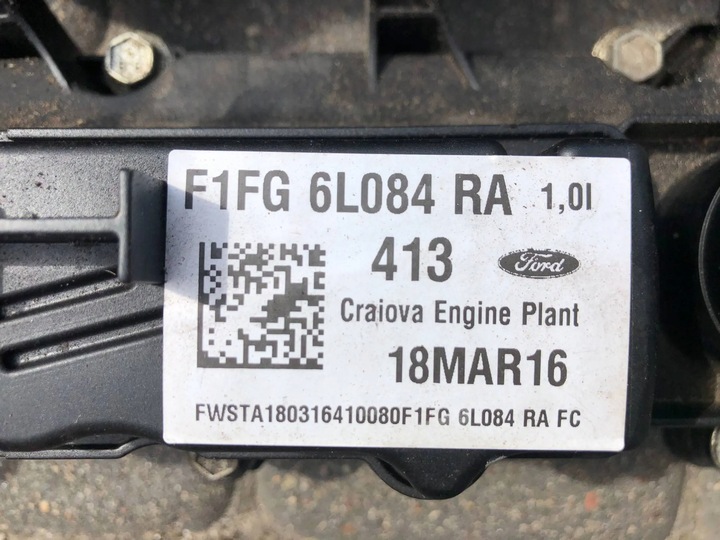 F1FG 6L084 RA 1,0l
413 Ford
Craiova Engine Plant
18MAR16
FWSTA180316410080F1FG 6L084 RA FC